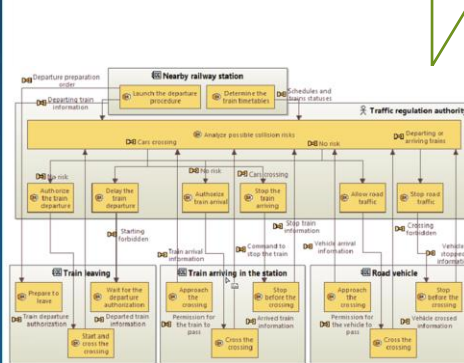 Departure preparation
order
Nearby railway station
Launch the departure
procedure
Determine the
train timetables
Schedules and
trains statuses
Departing train
information
Traffic regulation authority
Analyze possible collision risks
Cars crossing
No risk
Departing or
arriving trains
No risk
No risk
Cars crossing
Authorize
the train
departure
Delay the
train
departure
Authorize
train arrival
Stop the
train
arriving
Allow road
traffic
Stop road
traffic
Starting
forbidden
Stop train
information
Crossing
forbidden
Train arrival
information
Command to
stop the train
Vehicle arrival
information
Vehicle
stopped
Train leaving
Train arriving in the station
Road vehicle
Prepare to
leave
Wait for the
departure
authorization
Approach
the
crossing
Stop
before the
crossing
Approach
the
crossing
Stop
before the
crossing
Train departure
authorization
Departed train
information
Permission for
the train to
pass
Arrived train
information
Permission for
the vehicle to
pass
Vehicle crossed
information
Start and
cross the
crossing
Cross the
crossing
Cross the
crossing